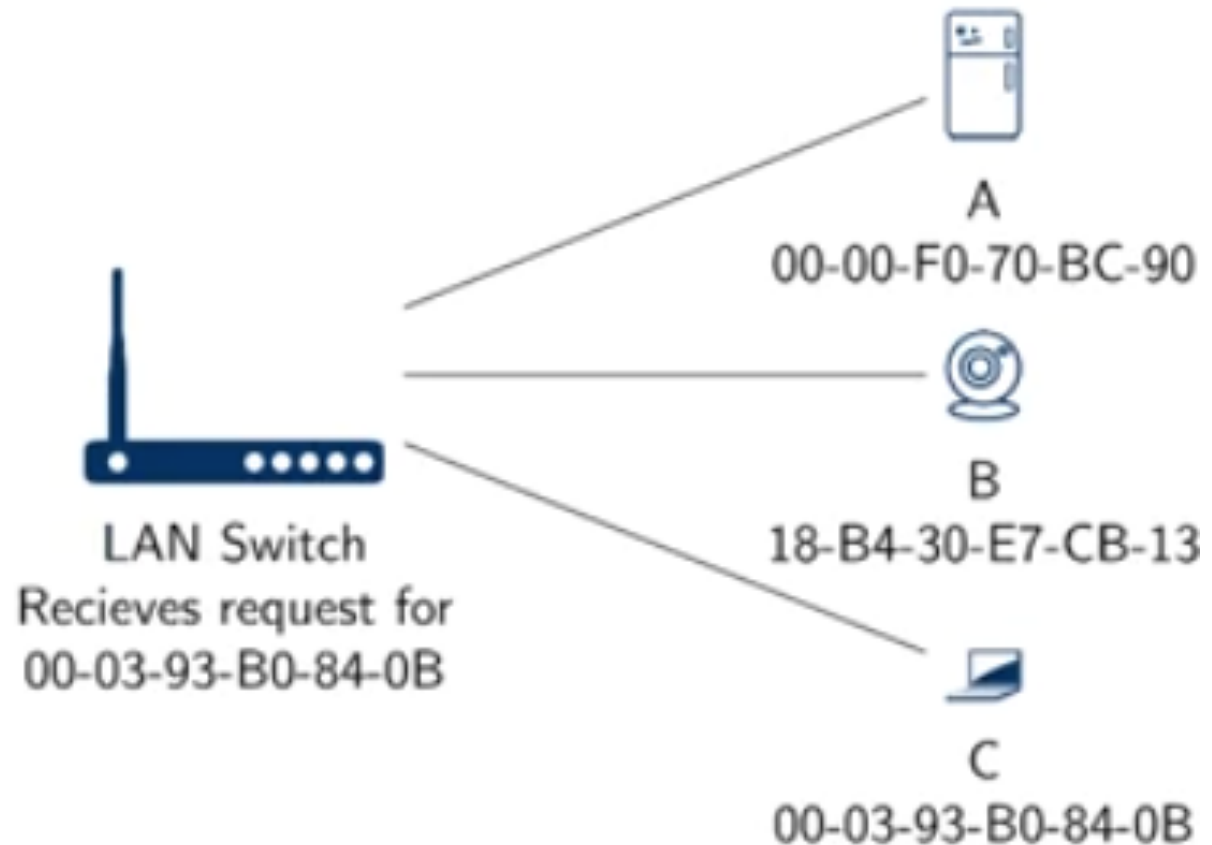 A
00-00-F0-70-BC-90
B
18-B4-30-E7-CB-13
LAN Switch
Recieves request for
00-03-93-B0-84-0B
C
00-03-93-B0-84-0B